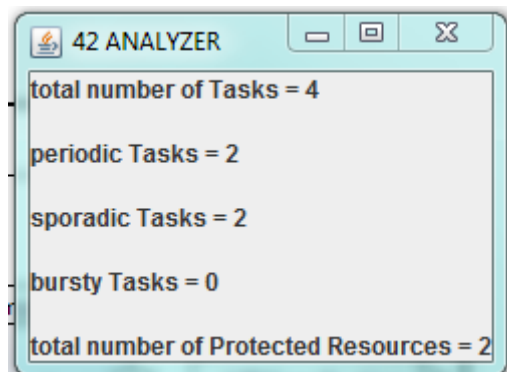 42 ANALYZER
total number of Tasks = 4
periodic Tasks = 2
sporadic Tasks = 2
bursty Tasks = 0
total number of Protected Resources = 2